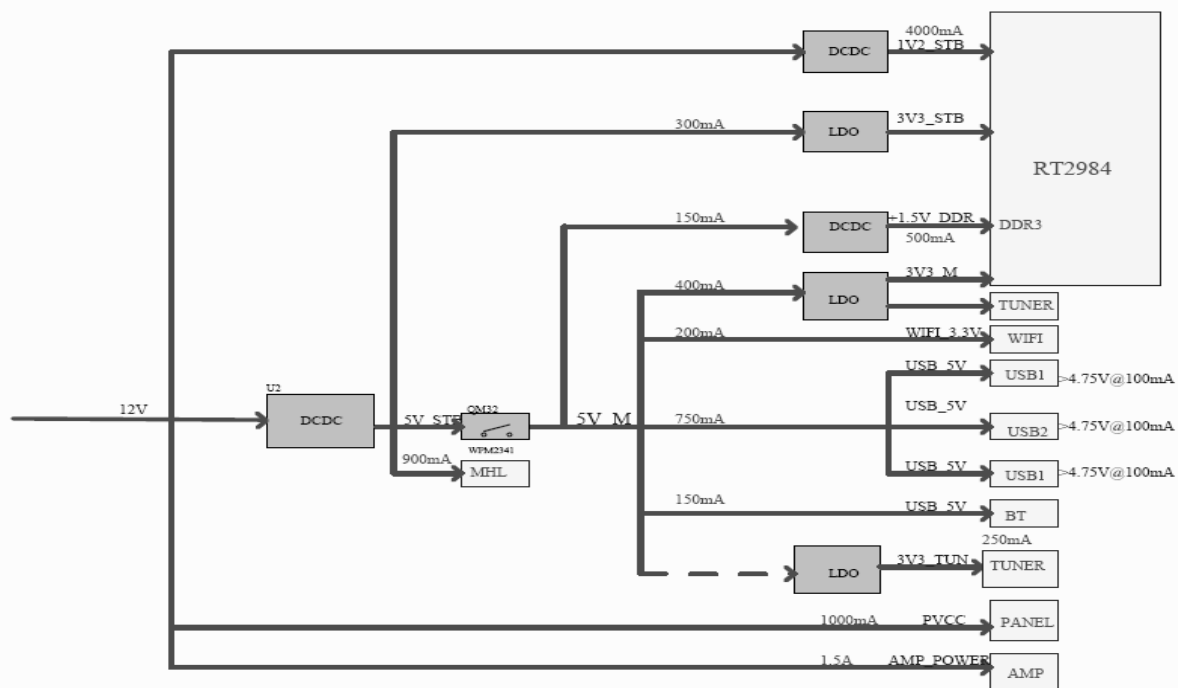 4000mA
DCDC
1V2_STB
300mA
LDO
3V3_STB
RT2984
150mA
DCDC
+1.5V_DDR
500mA
DDR3
400mA
LDO
3V3_M
TUNER
200mA
WIFI_3.3V
WIFI
USB_5V
USB1
>4.75V@100mA
12V
U2
DCDC
5V_STB
QM32
WPM2341
5V_M
750mA
USB_5V
USB2
>4.75V@100mA
900mA
MHL
USB_5V
USB1
>4.75V@100mA
150mA
USB_5V
BT
LDO
3V3_TUN
250mA
TUNER
1000mA
PVCC
PANEL
1.5A
AMP_POWER
AMP